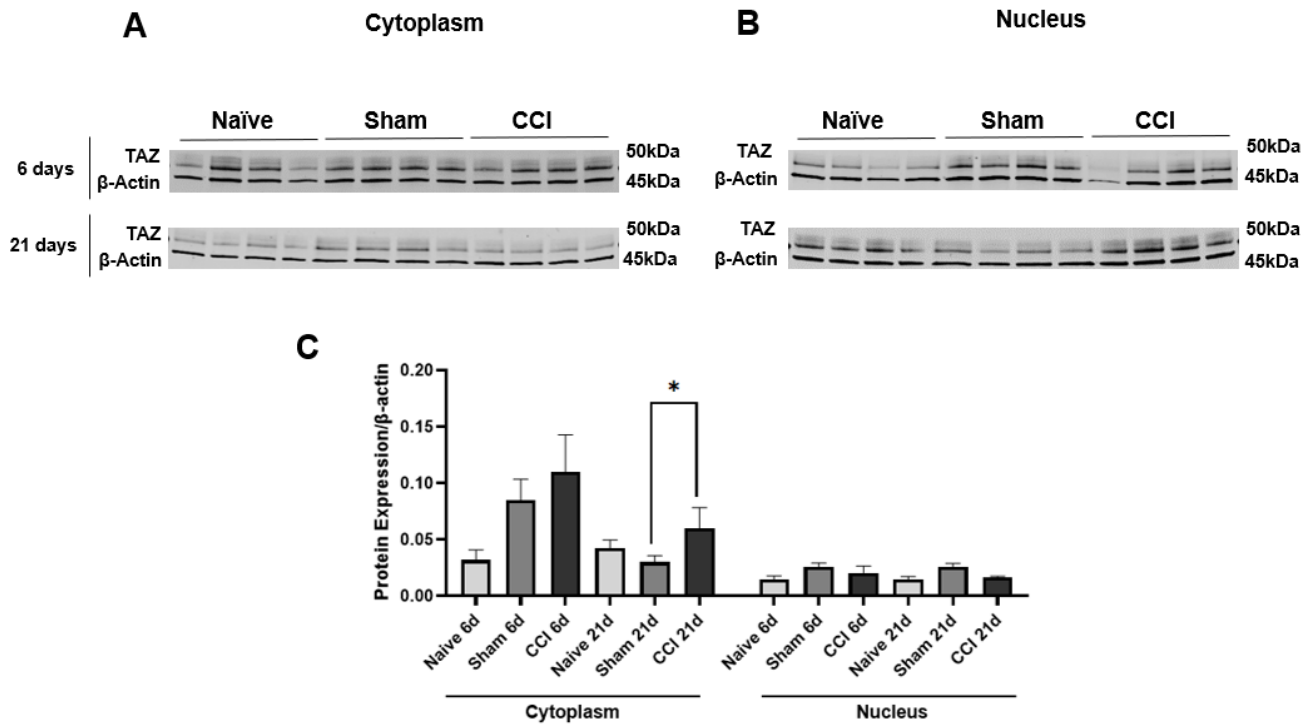 A
Cytoplasm
B
Nucleus
Naïve Sham CCI
Naïve Sham CCI
6 days
TAZ 50kDa
β-Actin 45kDa
TAZ 50kDa
β-Actin 45kDa
21 days
TAZ 50kDa
β-Actin 45kDa
TAZ 50kDa
β-Actin 45kDa
C
Protein Expression/β-actin
0.20
0.15
0.10
0.05
0.00
*
Naive 6d
Sham 6d
CCI 6d
Naive 21d
Sham 21d
CCI 21d
Naive 6d
Sham 6d
CCI 6d
Naive 21d
Sham 21d
CCI 21d
Cytoplasm
Nucleus